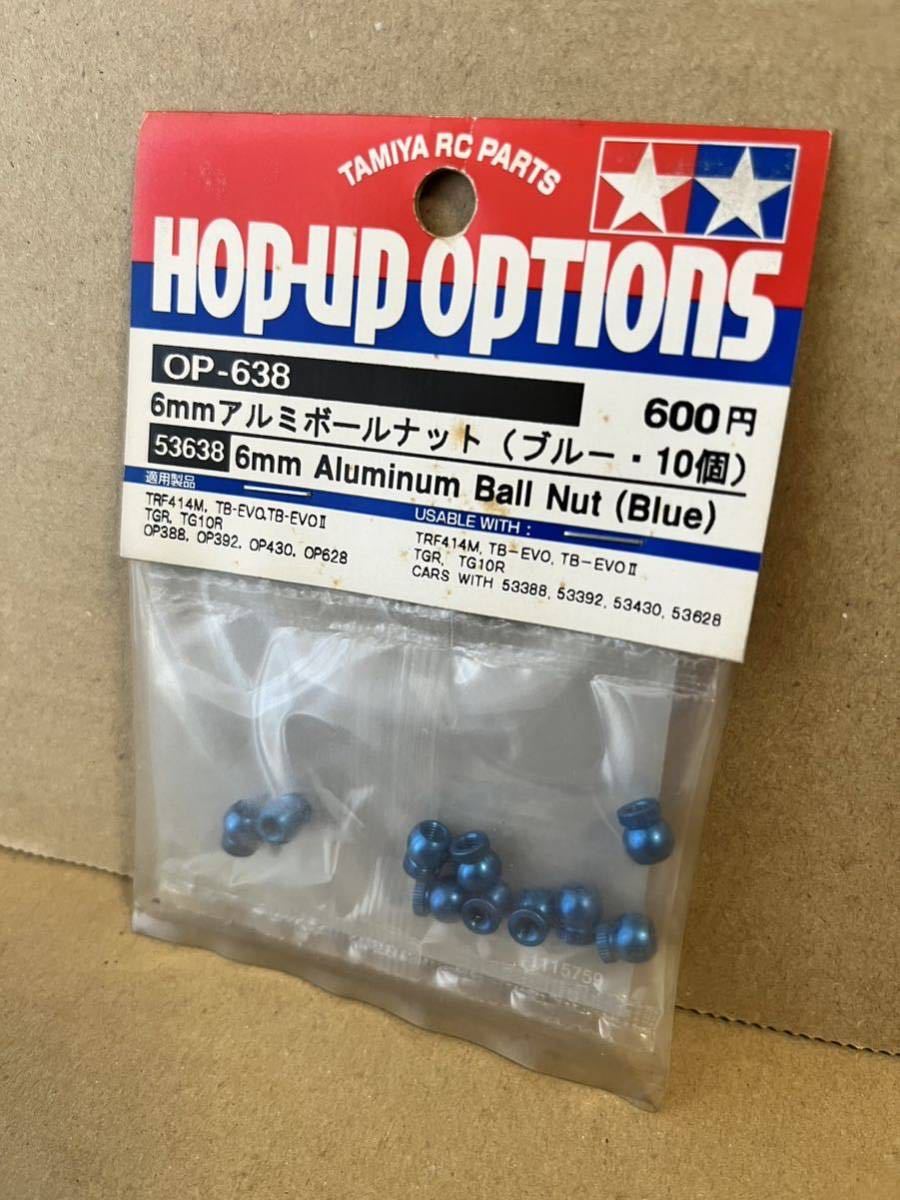 TAMIYA RC PARTS
HOP-UP OPTIONS
OP-638
600円
6mmアルミボールナット（ブルー・10個）
53638 6mm Aluminum Ball Nut (Blue)
適用製品
TRF414M, TB-EVO,TB-EVOⅡ
TGR, TG10R
OP388, OP392, OP430, OP628
USABLE WITH :
TRF414M, TB-EVO, TB-EVOⅡ
TGR, TG10R
CARS WITH 53388, 53392, 53430, 53628
1115759